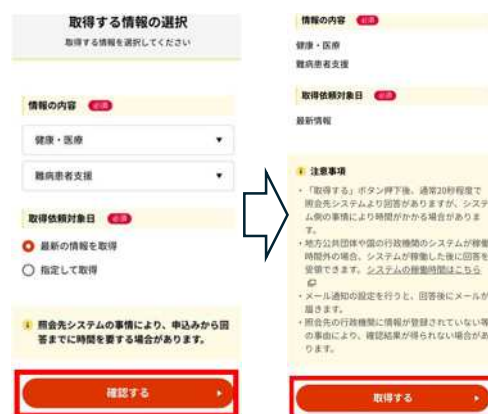 取得する情報の選択
取得する情報を選択してください
情報の内容 必須
健康・医療
難病患者支援
取得依頼対象日 必須
最新の情報を取得
指定して取得
照会先システムの事情により、申込みから回
答までに時間を要する場合があります。
確認する
情報の内容 必須
健康・医療
難病患者支援
取得依頼対象日 必須
最新情報
注意事項
・「取得する」ボタン押下後、通常20秒程度で
照会先システムより回答がありますが、システ
ム側の事情により時間がかかる場合がありま
す。
・地方公共団体や国の行政機関のシステムが稼働
時間外の場合、システムが稼働した後に回答を
受領できます。システムの稼働時間はこちら
・メール通知の設定を行うと、回答後にメールが
届きます。
・照会先の行政機関に情報が登録されていない等
の事由により、確認結果が得られない場合があ
ります。
取得する